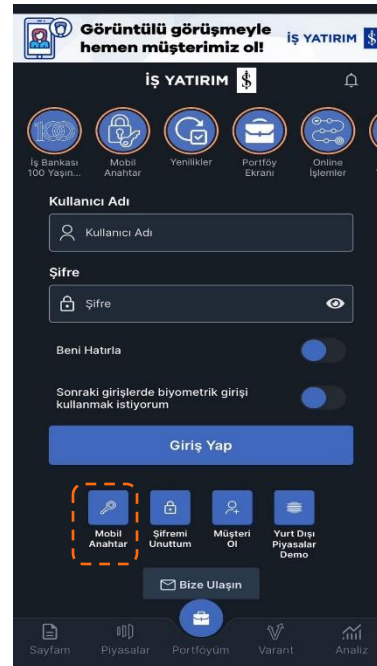 Görüntülü görüşmeyle
hemen müşterimiz ol!
İŞ YATIRIM
İŞ YATIRIM
İş Bankası
100 Yaşın...
Mobil
Anahtar
Yenilikler
Portföy
Ekranı
Online
İşlemler
Kullanıcı Adı
Kullanıcı Adı
Şifre
Şifre
Beni Hatırla
Sonraki girişlerde biyometrik girişi
kullanmak istiyorum
Giriş Yap
Mobil
Anahtar
Şifremi
Unuttum
Müşteri
Ol
Yurt Dışı
Piyasalar
Demo
Bize Ulaşın
Sayfam
Piyasalar
Portföyüm
Varant
Analiz